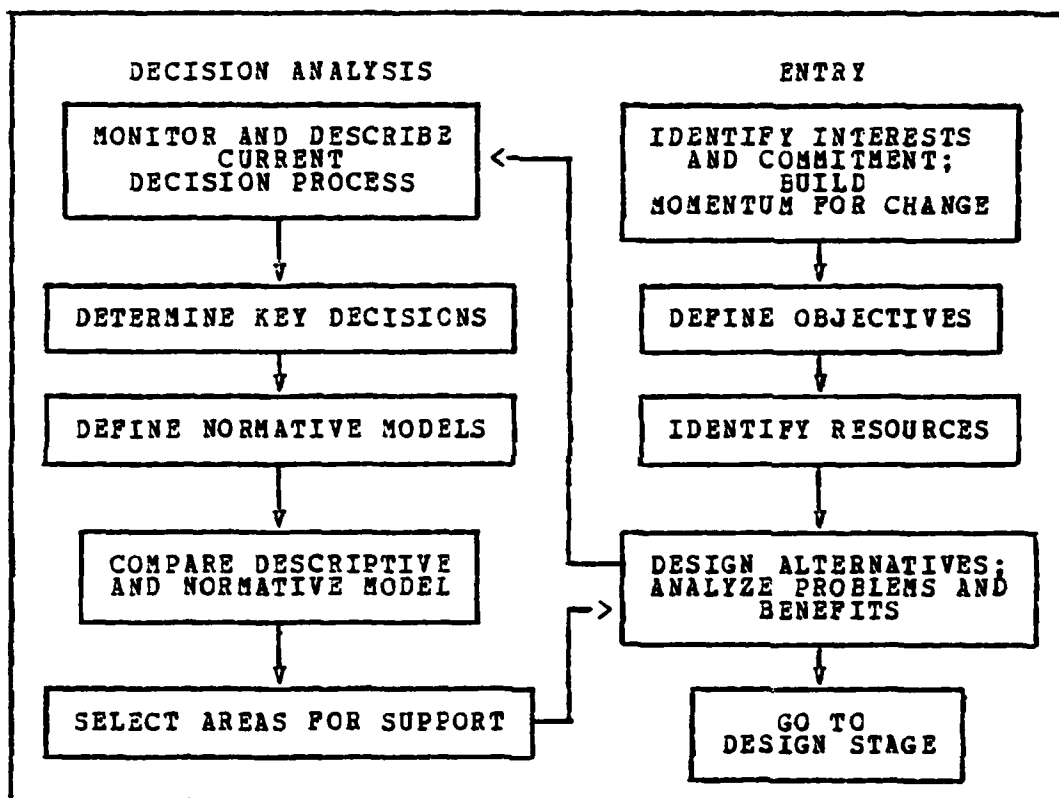 DECISION ANALYSIS
MONITOR AND DESCRIBE
CURRENT
DECISION PROCESS
DETERMINE KEY DECISIONS
DEFINE NORMATIVE MODELS
COMPARE DESCRIPTIVE
AND NORMATIVE MODEL
SELECT AREAS FOR SUPPORT
ENTRY
IDENTIFY INTERESTS
AND COMMITMENT;
BUILD
MOMENTUM FOR CHANGE
DEFINE OBJECTIVES
IDENTIFY RESOURCES
DESIGN ALTERNATIVES;
ANALYZE PROBLEMS AND
BENEFITS
GO TO
DESIGN STAGE